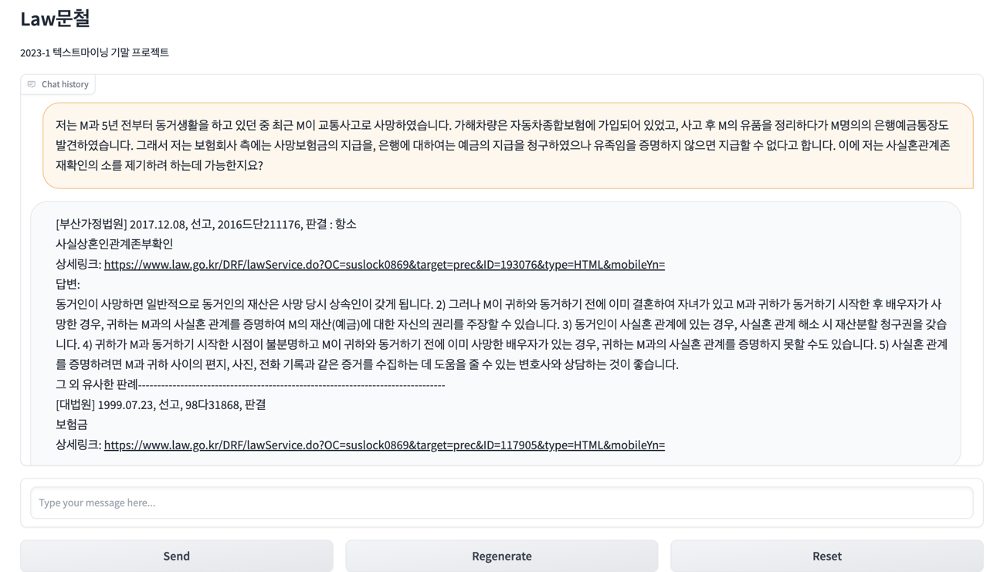 Law문철
2023-1 텍스트마이닝 기말 프로젝트
Chat history
저는 M과 5년 전부터 동거생활을 하고 있던 중 최근 M이 교통사고로 사망하였습니다. 가해차량은 자동차종합보험에 가입되어 있었고, 사고 후 M의 유품을 정리하다가 M명의의 은행예금통장도
발견하였습니다. 그래서 저는 보험회사 측에는 사망보험금의 지급을, 은행에 대하여는 예금의 지급을 청구하였으나 유족임을 증명하지 않으면 지급할 수 없다고 합니다. 이에 저는 사실혼관계존
재확인의 소를 제기하려 하는데 가능한지요?
[부산가정법원] 2017.12.08, 선고, 2016드단211176, 판결 : 항소
사실상혼인관계존부확인
상세링크: https://www.law.go.kr/DRF/lawService.do?OC=suslock0869&target=prec&ID=193076&type=HTML&mobileYn=
답변:
동거인이 사망하면 일반적으로 동거인의 재산은 사망 당시 상속인이 갖게 됩니다. 2) 그러나 M이 귀하와 동거하기 전에 이미 결혼하여 자녀가 있고 M과 귀하가 동거하기 시작한 후 배우자가 사
망한 경우, 귀하는 M과의 사실혼 관계를 증명하여 M의 재산(예금)에 대한 자신의 권리를 주장할 수 있습니다. 3) 동거인이 사실혼 관계에 있는 경우, 사실혼 관계 해소 시 재산분할 청구권을 갖습
니다. 4) 귀하가 M과 동거하기 시작한 시점이 불분명하고 M이 귀하와 동거하기 전에 이미 사망한 배우자가 있는 경우, 귀하는 M과의 사실혼 관계를 증명하지 못할 수도 있습니다. 5) 사실혼 관계
를 증명하려면 M과 귀하 사이의 편지, 사진, 전화 기록과 같은 증거를 수집하는 데 도움을 줄 수 있는 변호사와 상담하는 것이 좋습니다.
그 외 유사한 판례--------------------------------------------------------------------------------
[대법원] 1999.07.23, 선고, 98다31868, 판결
보험금
상세링크: https://www.law.go.kr/DRF/lawService.do?OC=suslock0869&target=prec&ID=117905&type=HTML&mobileYn=
Type your message here...
Send
Regenerate
Reset